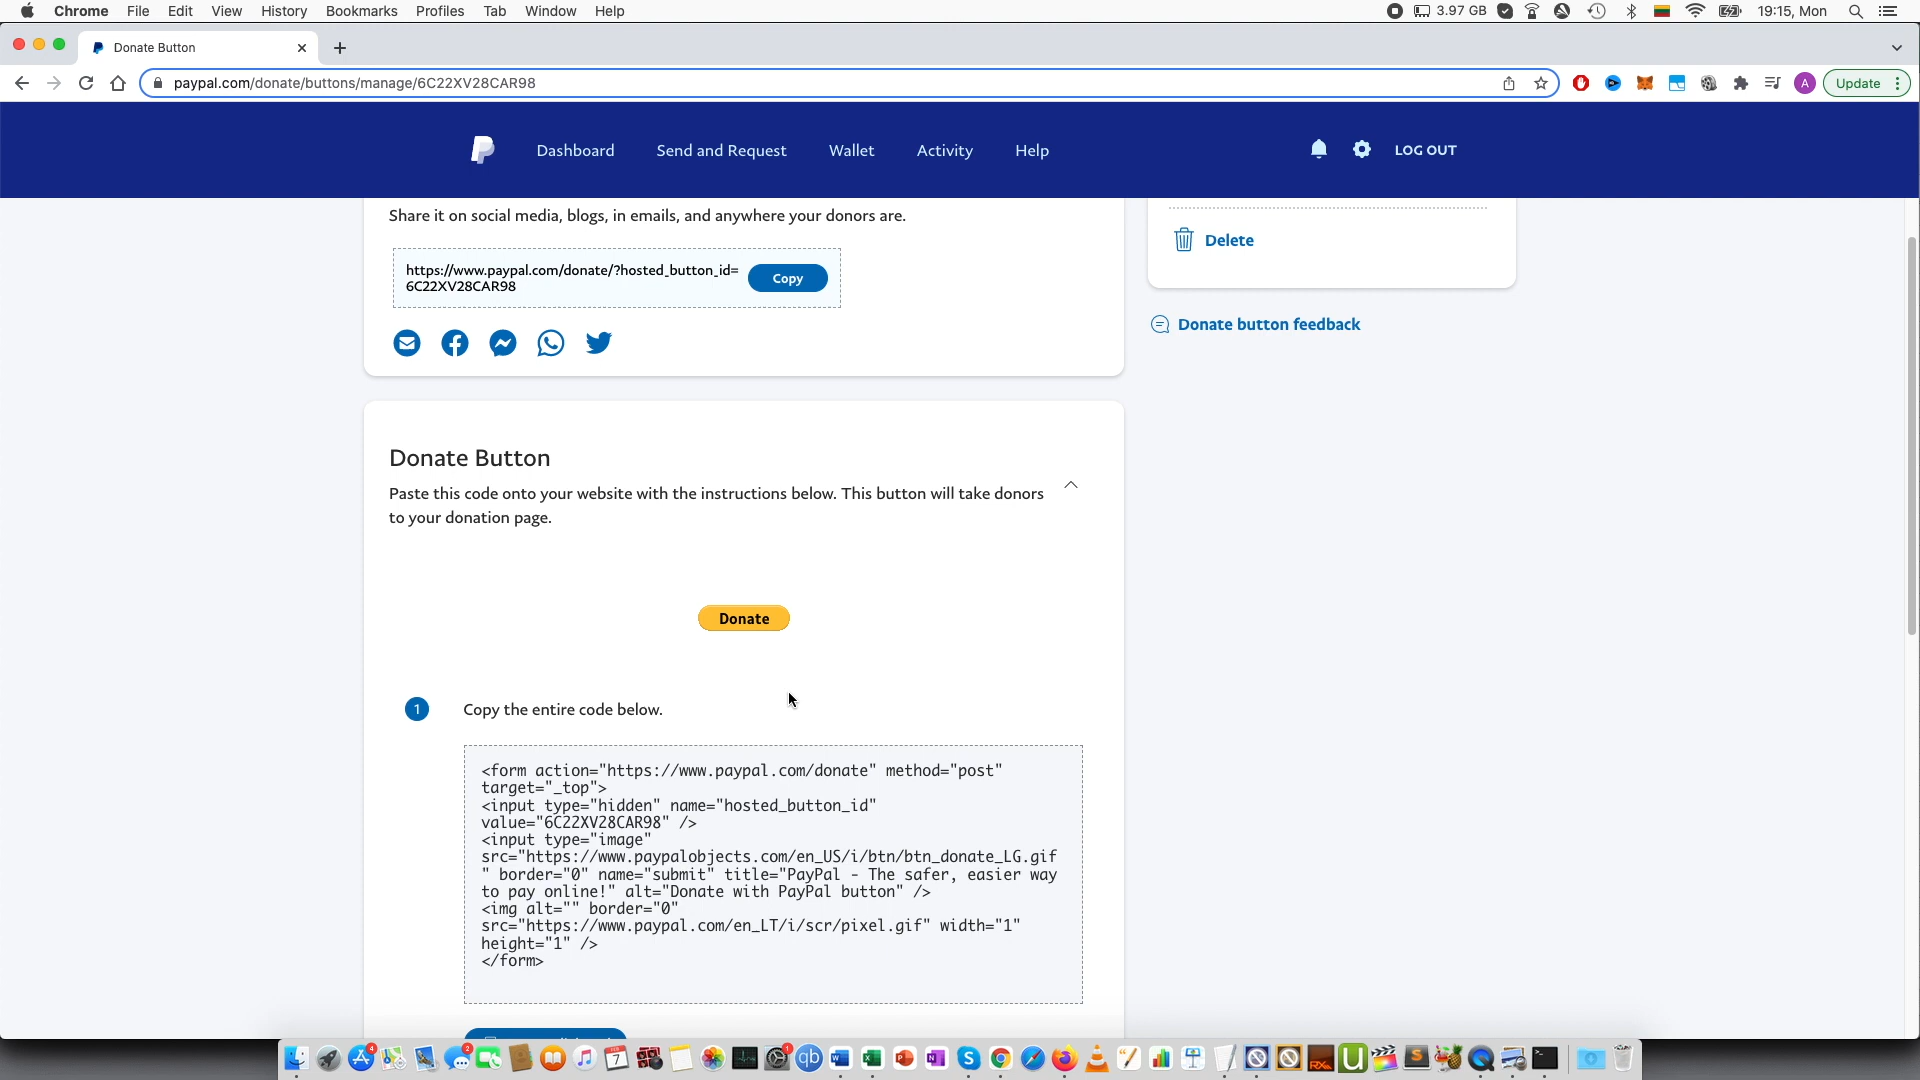 Chrome File Edit View History Bookmarks Profiles Tab Window Help 3.97 GB 19:15, Mon
Donate Button
paypal.com/donate/buttons/manage/6C22XV28CAR98 A Update
Dashboard Send and Request Wallet Activity Help LOG OUT
Share it on social media, blogs, in emails, and anywhere your donors are.
https://www.paypal.com/donate/?hosted_button_id=
6C22XV28CAR98
Copy
Delete
Donate button feedback
Donate Button
Paste this code onto your website with the instructions below. This button will take donors
to your donation page.
Donate
1 Copy the entire code below.
<form action="https://www.paypal.com/donate" method="post"
target="_top">
<input type="hidden" name="hosted_button_id"
value="6C22XV28CAR98" />
<input type="image"
src="https://www.paypalobjects.com/en_US/i/btn/btn_donate_LG.gif
" border="0" name="submit" title="PayPal - The safer, easier way
to pay online!" alt="Donate with PayPal button" />
<img alt="" border="0"
src="https://www.paypal.com/en_LT/i/scr/pixel.gif" width="1"
height="1" />
</form>